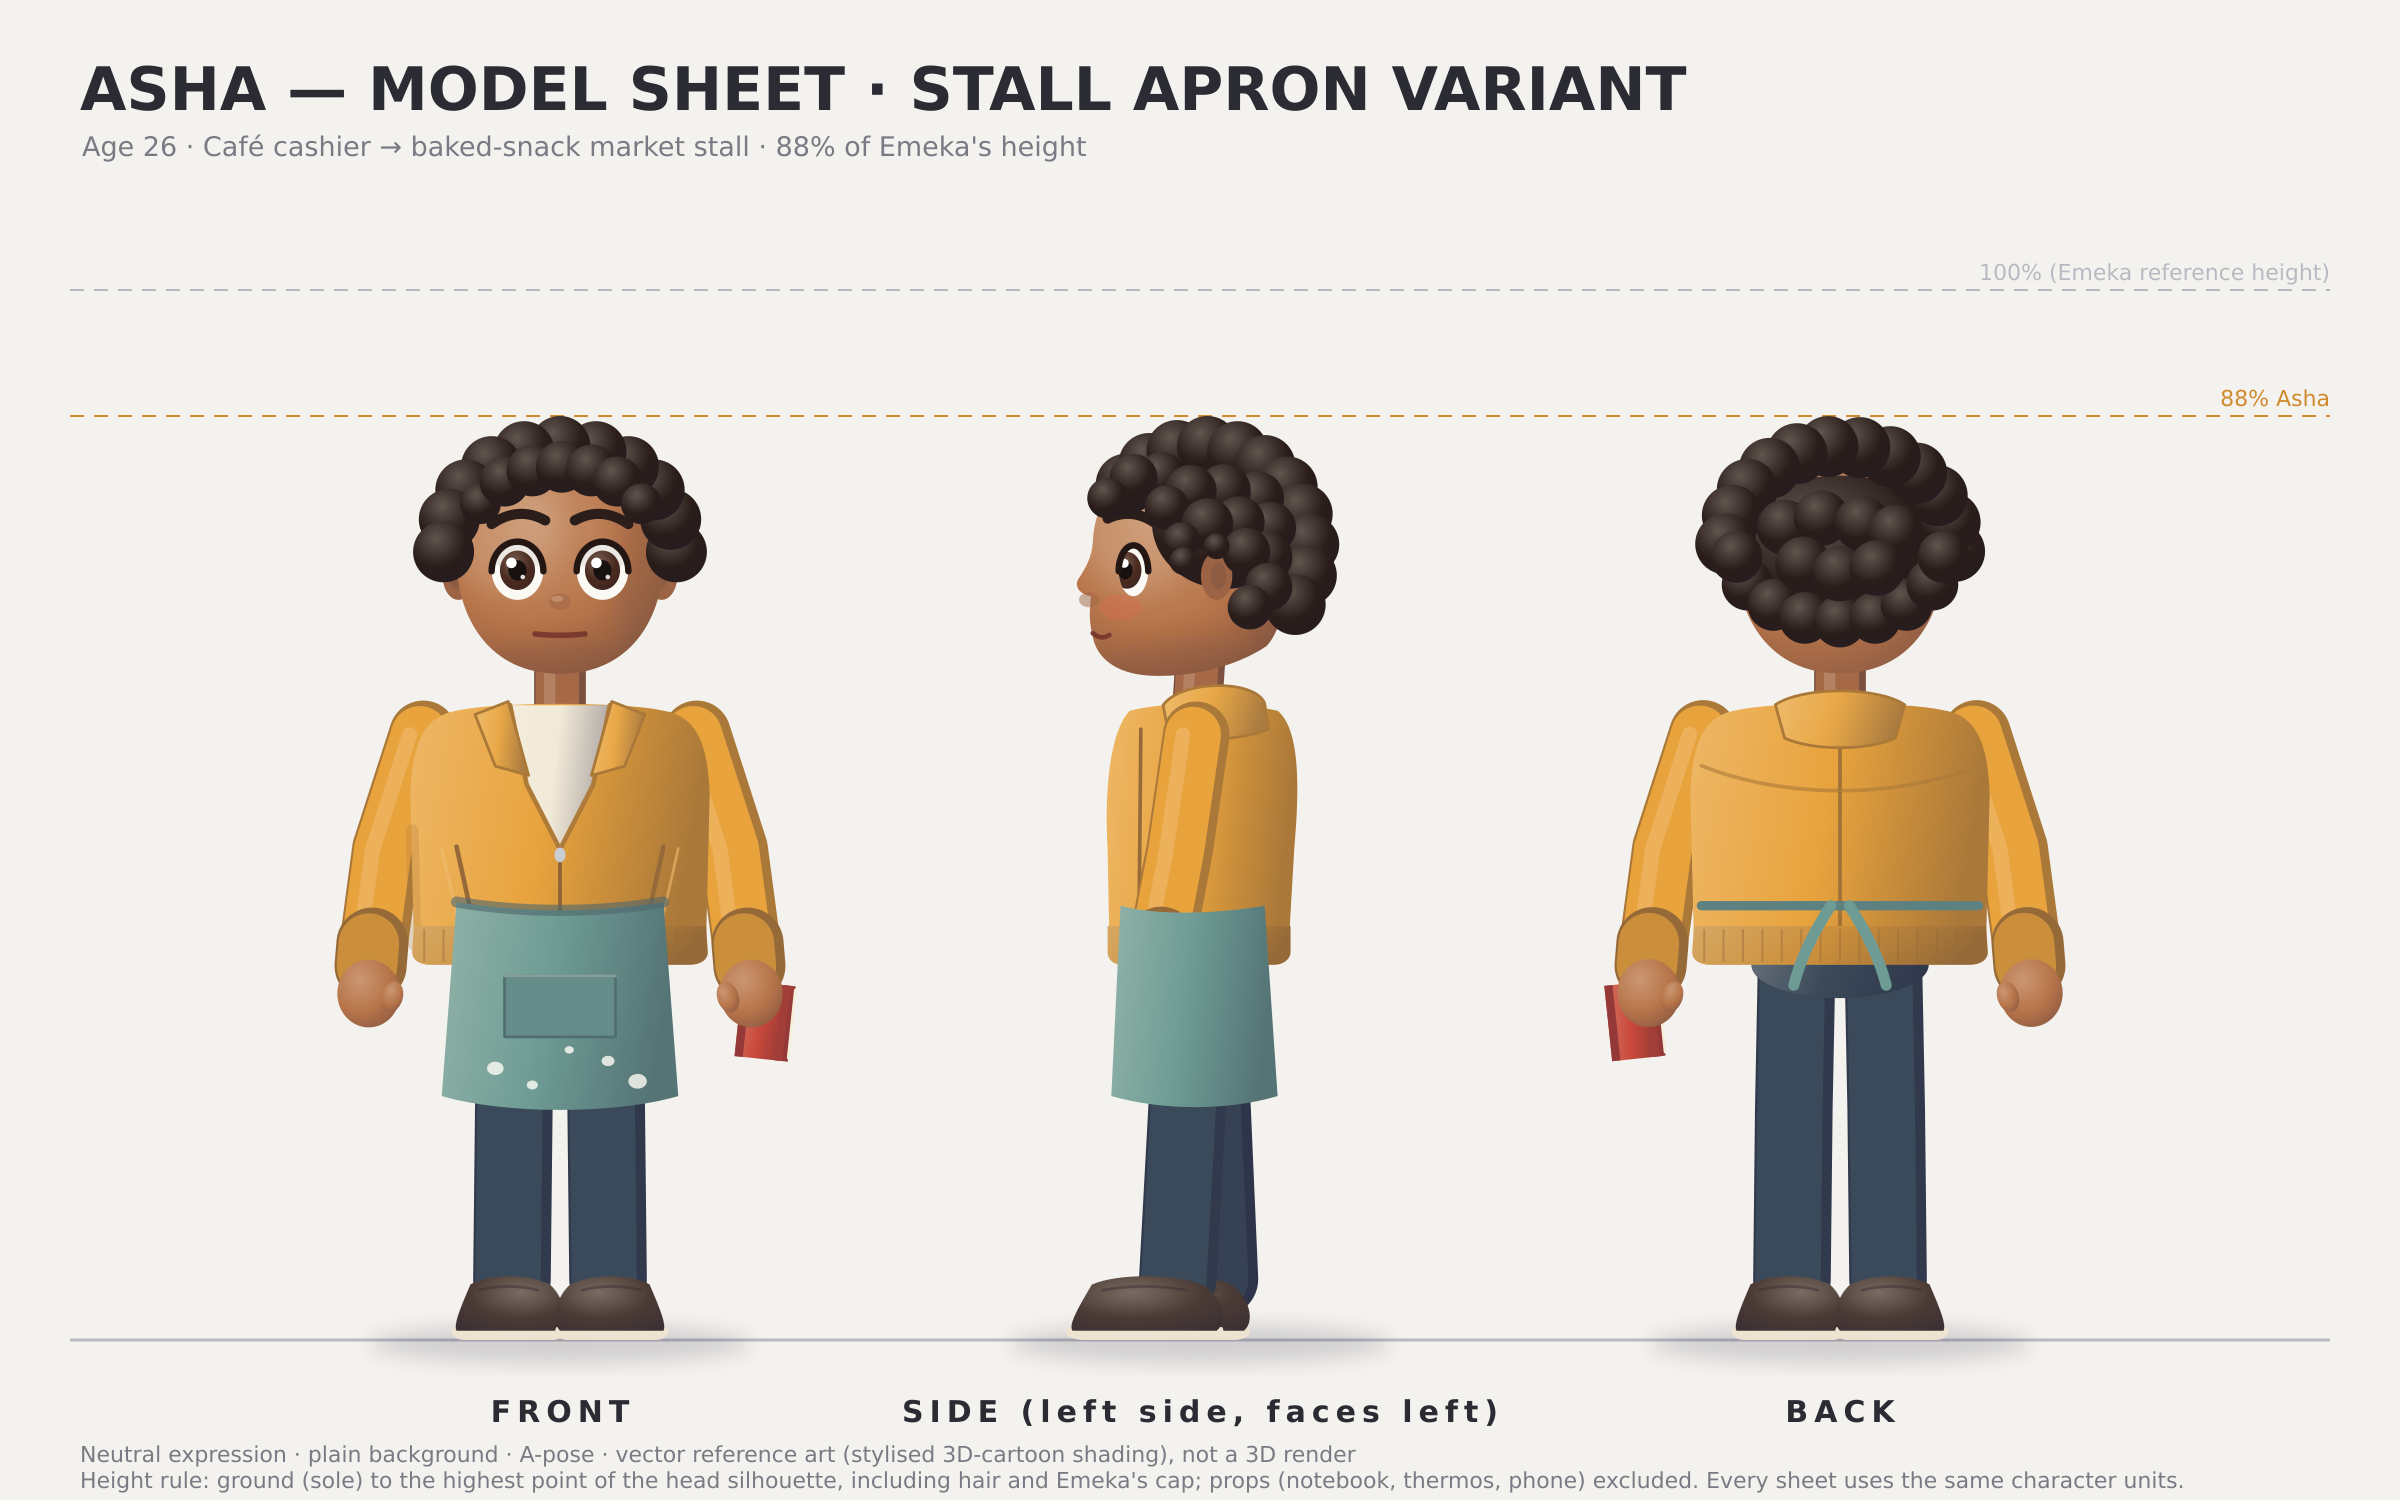 ASHA — MODEL SHEET · STALL APRON VARIANT
Age 26 · Café cashier → baked-snack market stall · 88% of Emeka's height
100% (Emeka reference height)
88% Asha
FRONT
SIDE (left side, faces left)
BACK
Neutral expression · plain background · A-pose · vector reference art (stylised 3D-cartoon shading), not a 3D render
Height rule: ground (sole) to the highest point of the head silhouette, including hair and Emeka's cap; props (notebook, thermos, phone) excluded. Every sheet uses the same character units.